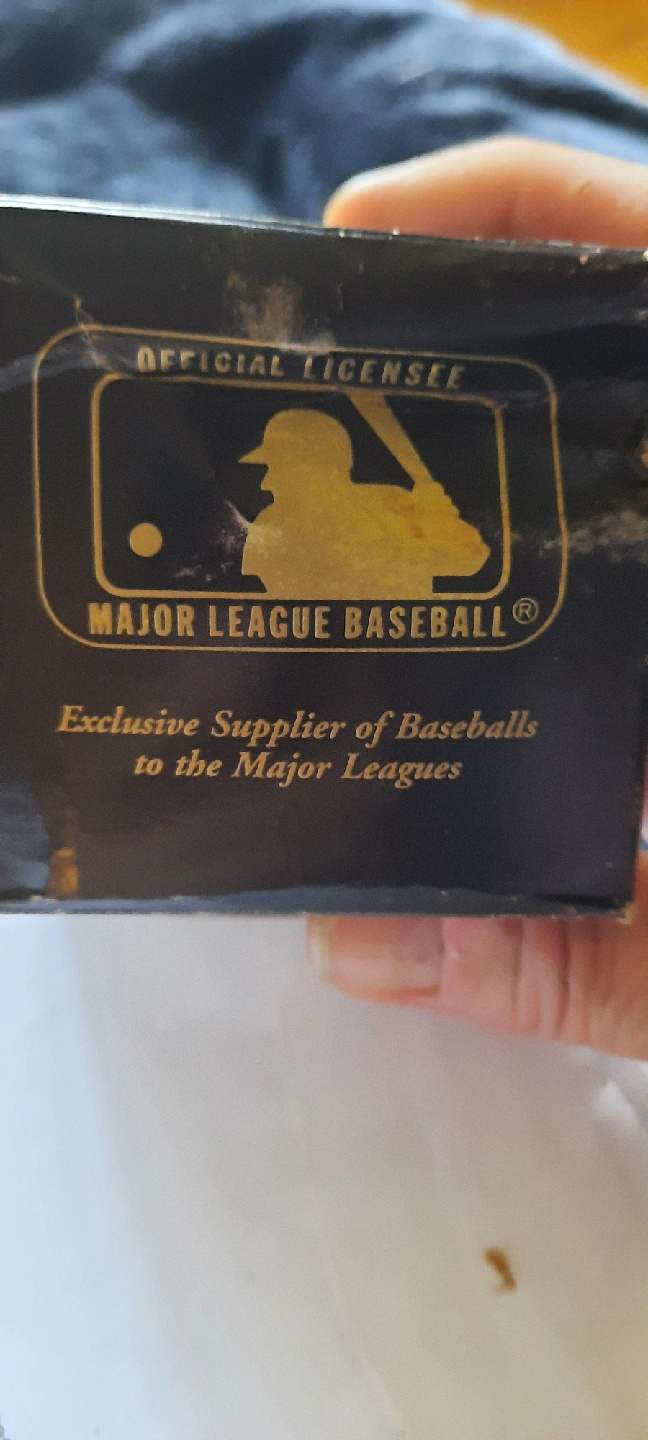 OFFICIAL LICENSEE
MAJOR LEAGUE BASEBALL®
Exclusive Supplier of Baseballs
to the Major Leagues